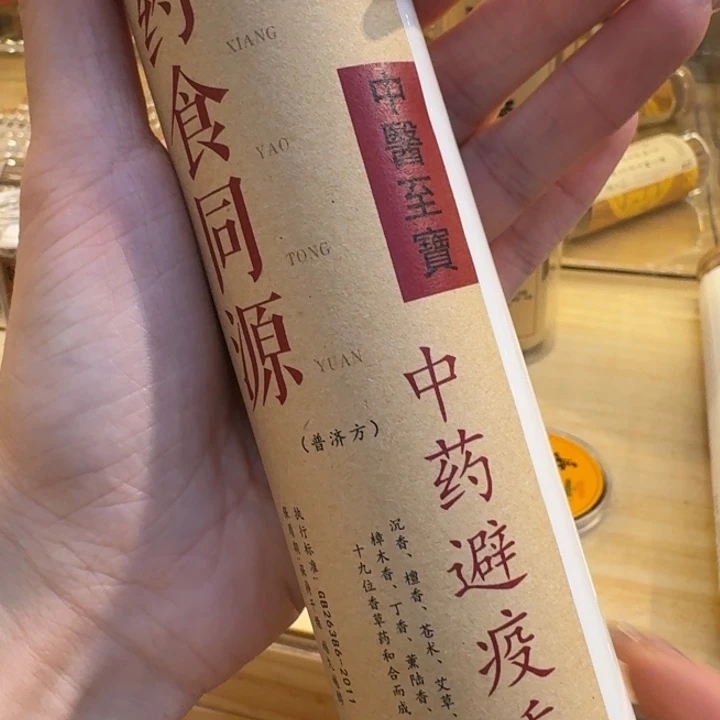 中醫至寶
中药避疫
沉香、檀香、苍术、艾草、
樟木香、丁香、薰陆香、
十九位香草药和合而成
药食同源
XIANG
YAO
TONG
YUAN
（普济方）
执行标准：GB26386-2011